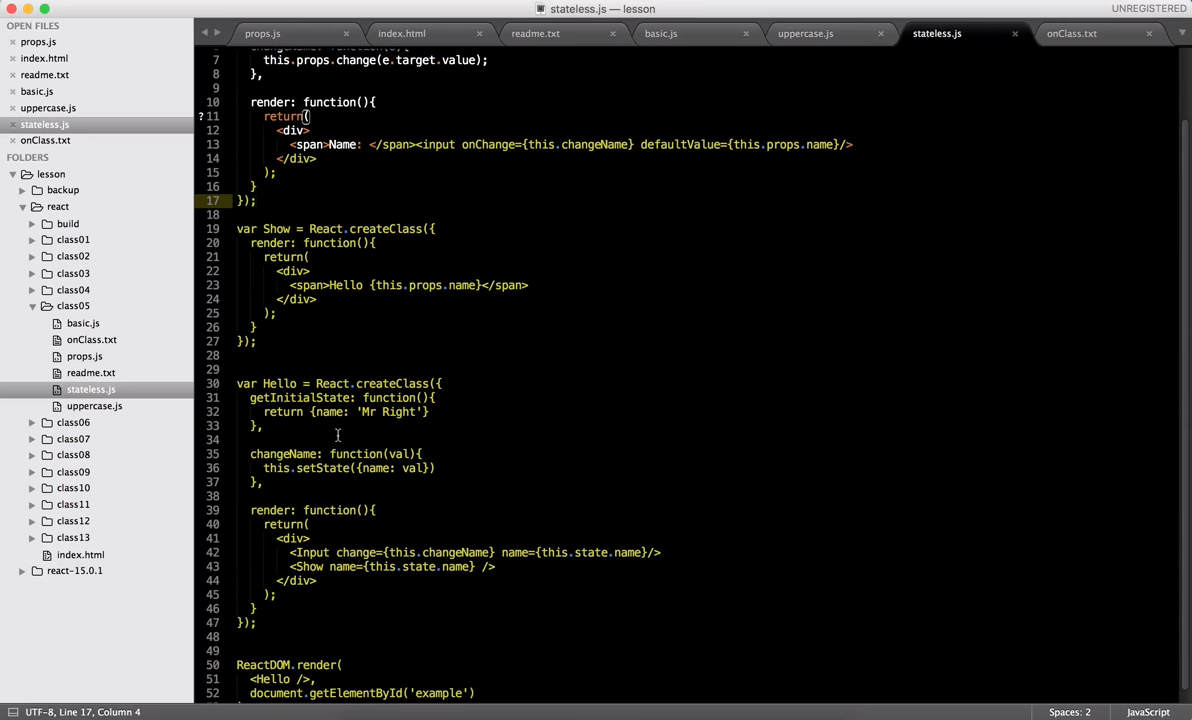 stateless.js — lesson
UNREGISTERED
OPEN FILES
props.js
index.html
readme.txt
basic.js
uppercase.js
stateless.js
onClass.txt
FOLDERS
lesson
backup
react
build
class01
class02
class03
class04
class05
basic.js
onClass.txt
props.js
readme.txt
stateless.js
uppercase.js
class06
class07
class08
class09
class10
class11
class12
class13
index.html
react-15.0.1
props.js
index.html
readme.txt
basic.js
uppercase.js
stateless.js
onClass.txt
7 this.props.change(e.target.value);
8 },
9
10 render: function(){
?11 return(
12 <div>
13 <span>Name: </span><input onChange={this.changeName} defaultValue={this.props.name}/>
14 </div>
15 );
16 }
17 });
18
19 var Show = React.createClass({
20 render: function(){
21 return(
22 <div>
23 <span>Hello {this.props.name}</span>
24 </div>
25 );
26 }
27 });
28
29
30 var Hello = React.createClass({
31 getInitialState: function(){
32 return {name: 'Mr Right'}
33 },
34
35 changeName: function(val){
36 this.setState({name: val})
37 },
38
39 render: function(){
40 return(
41 <div>
42 <Input change={this.changeName} name={this.state.name}/>
43 <Show name={this.state.name} />
44 </div>
45 );
46 }
47 });
48
49
50 ReactDOM.render(
51 <Hello />,
52 document.getElementById('example')
UTF-8, Line 17, Column 4
Spaces: 2
JavaScript